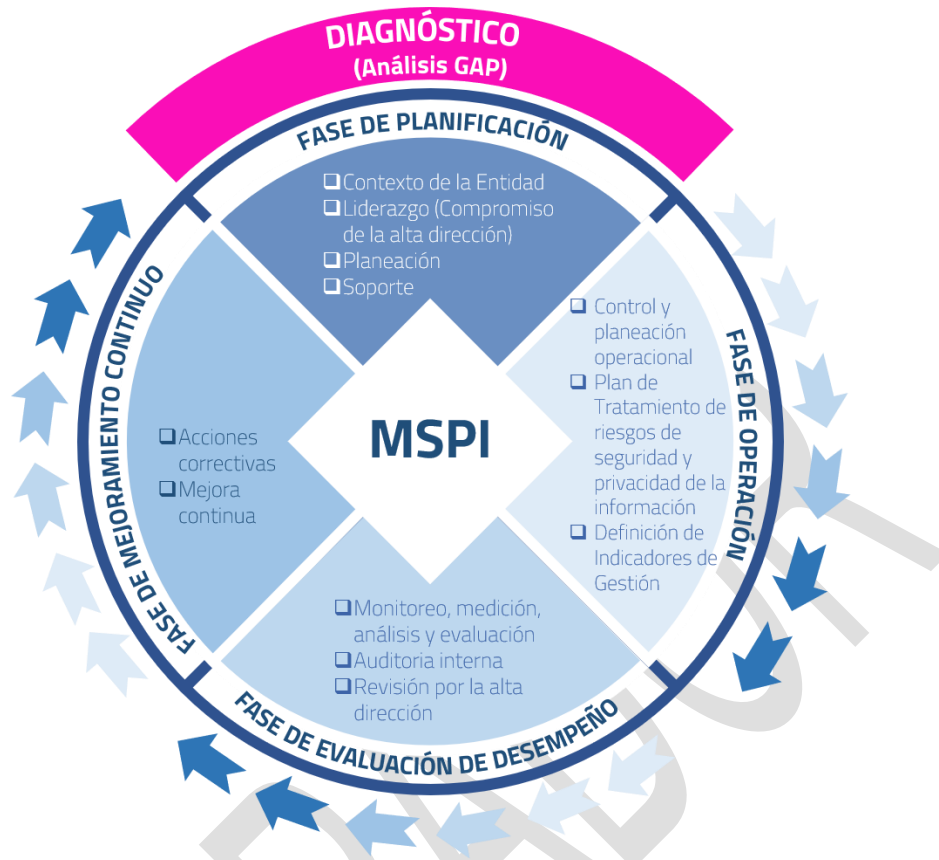 DIAGNÓSTICO
(Análisis GAP)
FASE DE PLANIFICACIÓN
❑Contexto de la Entidad
❑Liderazgo (Compromiso
de la alta dirección)
❑Planeación
❑Soporte
FASE DE OPERACIÓN
❑ Control y
planeación
operacional
❑ Plan de
Tratamiento de
riesgos de
seguridad y
privacidad de la
información
❑ Definición de
Indicadores de
Gestión
MSPI
FASE DE EVALUACIÓN DE DESEMPEÑO
❑Monitoreo, medición,
análisis y evaluación
❑Auditoria interna
❑Revisión por la alta
dirección
FASE DE MEJORAMIENTO CONTINUO
❑Acciones
correctivas
❑Mejora
continua